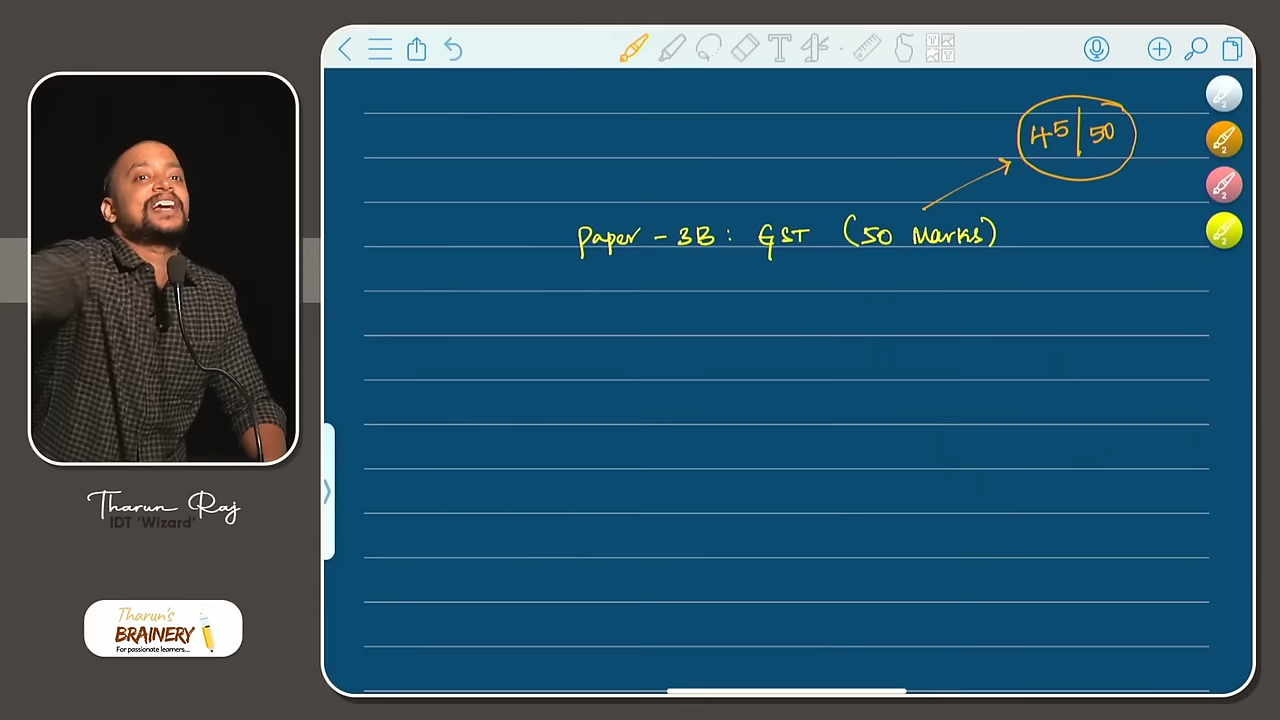 45 | 50
Paper - 3B : GST (50 Marks)
Tharun Raj
IDT 'Wizard'
Tharun's
BRAINERY
For passionate learners...